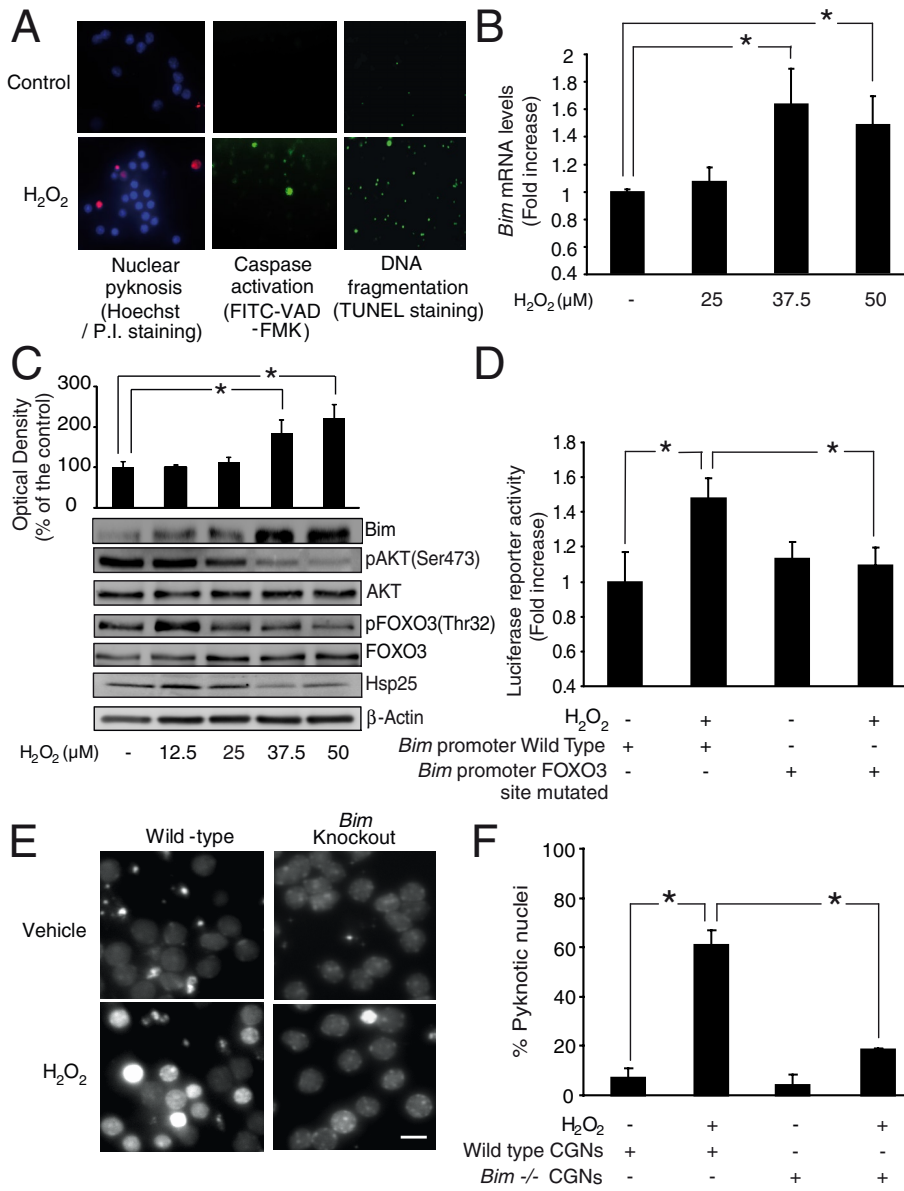 A
Control
H2O2
Nuclear
pyknosis
(Hoechst
/ P.I. staining)
Caspase
activation
(FITC-VAD
-FMK)
DNA
fragmentation
(TUNEL staining)
B
Bim mRNA levels
(Fold increase)
2
1.8
1.6
1.4
1.2
1
0.8
0.6
0.4
*
*
H2O2 (µM) - 25 37.5 50
C
Optical Density
(% of the control)
300
200
100
0
*
*
Bim
pAKT(Ser473)
AKT
pFOXO3(Thr32)
FOXO3
Hsp25
β-Actin
H2O2 (µM) - 12.5 25 37.5 50
D
Luciferase reporter activity
(Fold increase)
1.8
1.6
1.4
1.2
1
0.8
0.6
0.4
*
*
H2O2 - + - +
Bim promoter Wild Type + + - -
Bim promoter FOXO3 - - + +
site mutated
E
Wild -type
Bim
Knockout
Vehicle
H2O2
F
% Pyknotic nuclei
100
80
60
40
20
0
*
*
H2O2 - + - +
Wild type CGNs + + - -
Bim -/- CGNs - - + +